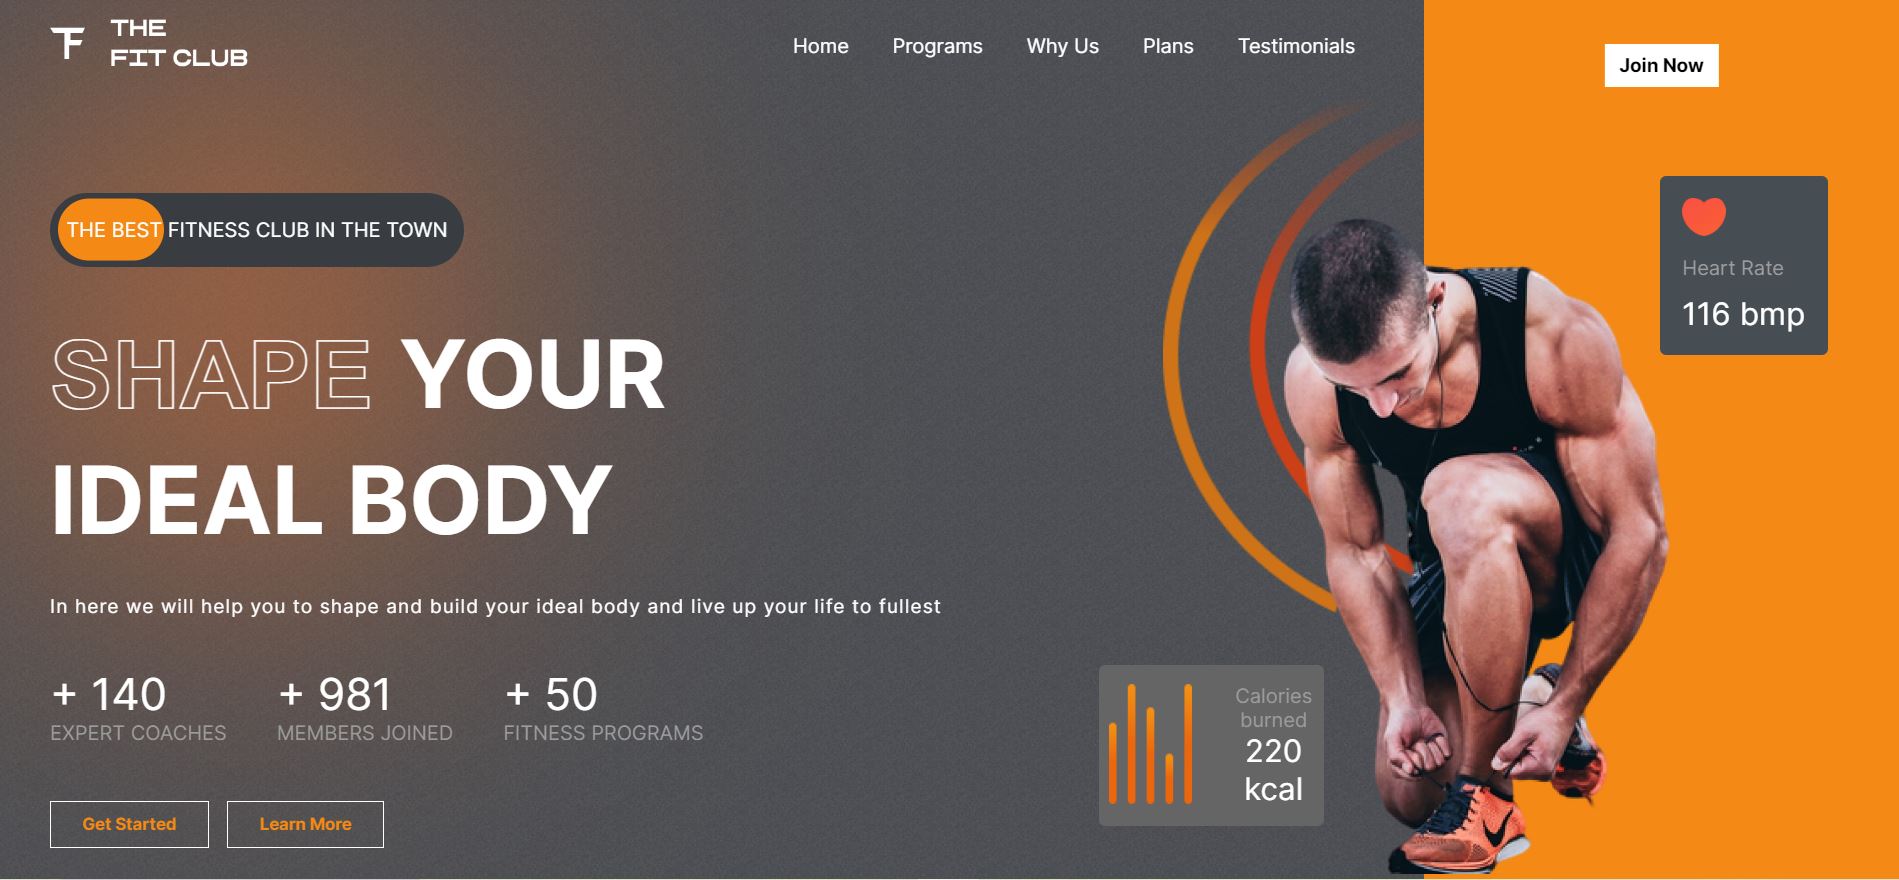 THE
FIT CLUB
Home Programs Why Us Plans Testimonials
Join Now
THE BEST FITNESS CLUB IN THE TOWN
Heart Rate
116 bmp
SHAPE YOUR
IDEAL BODY
In here we will help you to shape and build your ideal body and live up your life to fullest
+ 140 + 981 + 50
EXPERT COACHES MEMBERS JOINED FITNESS PROGRAMS
Calories
burned
220
kcal
Get Started Learn More